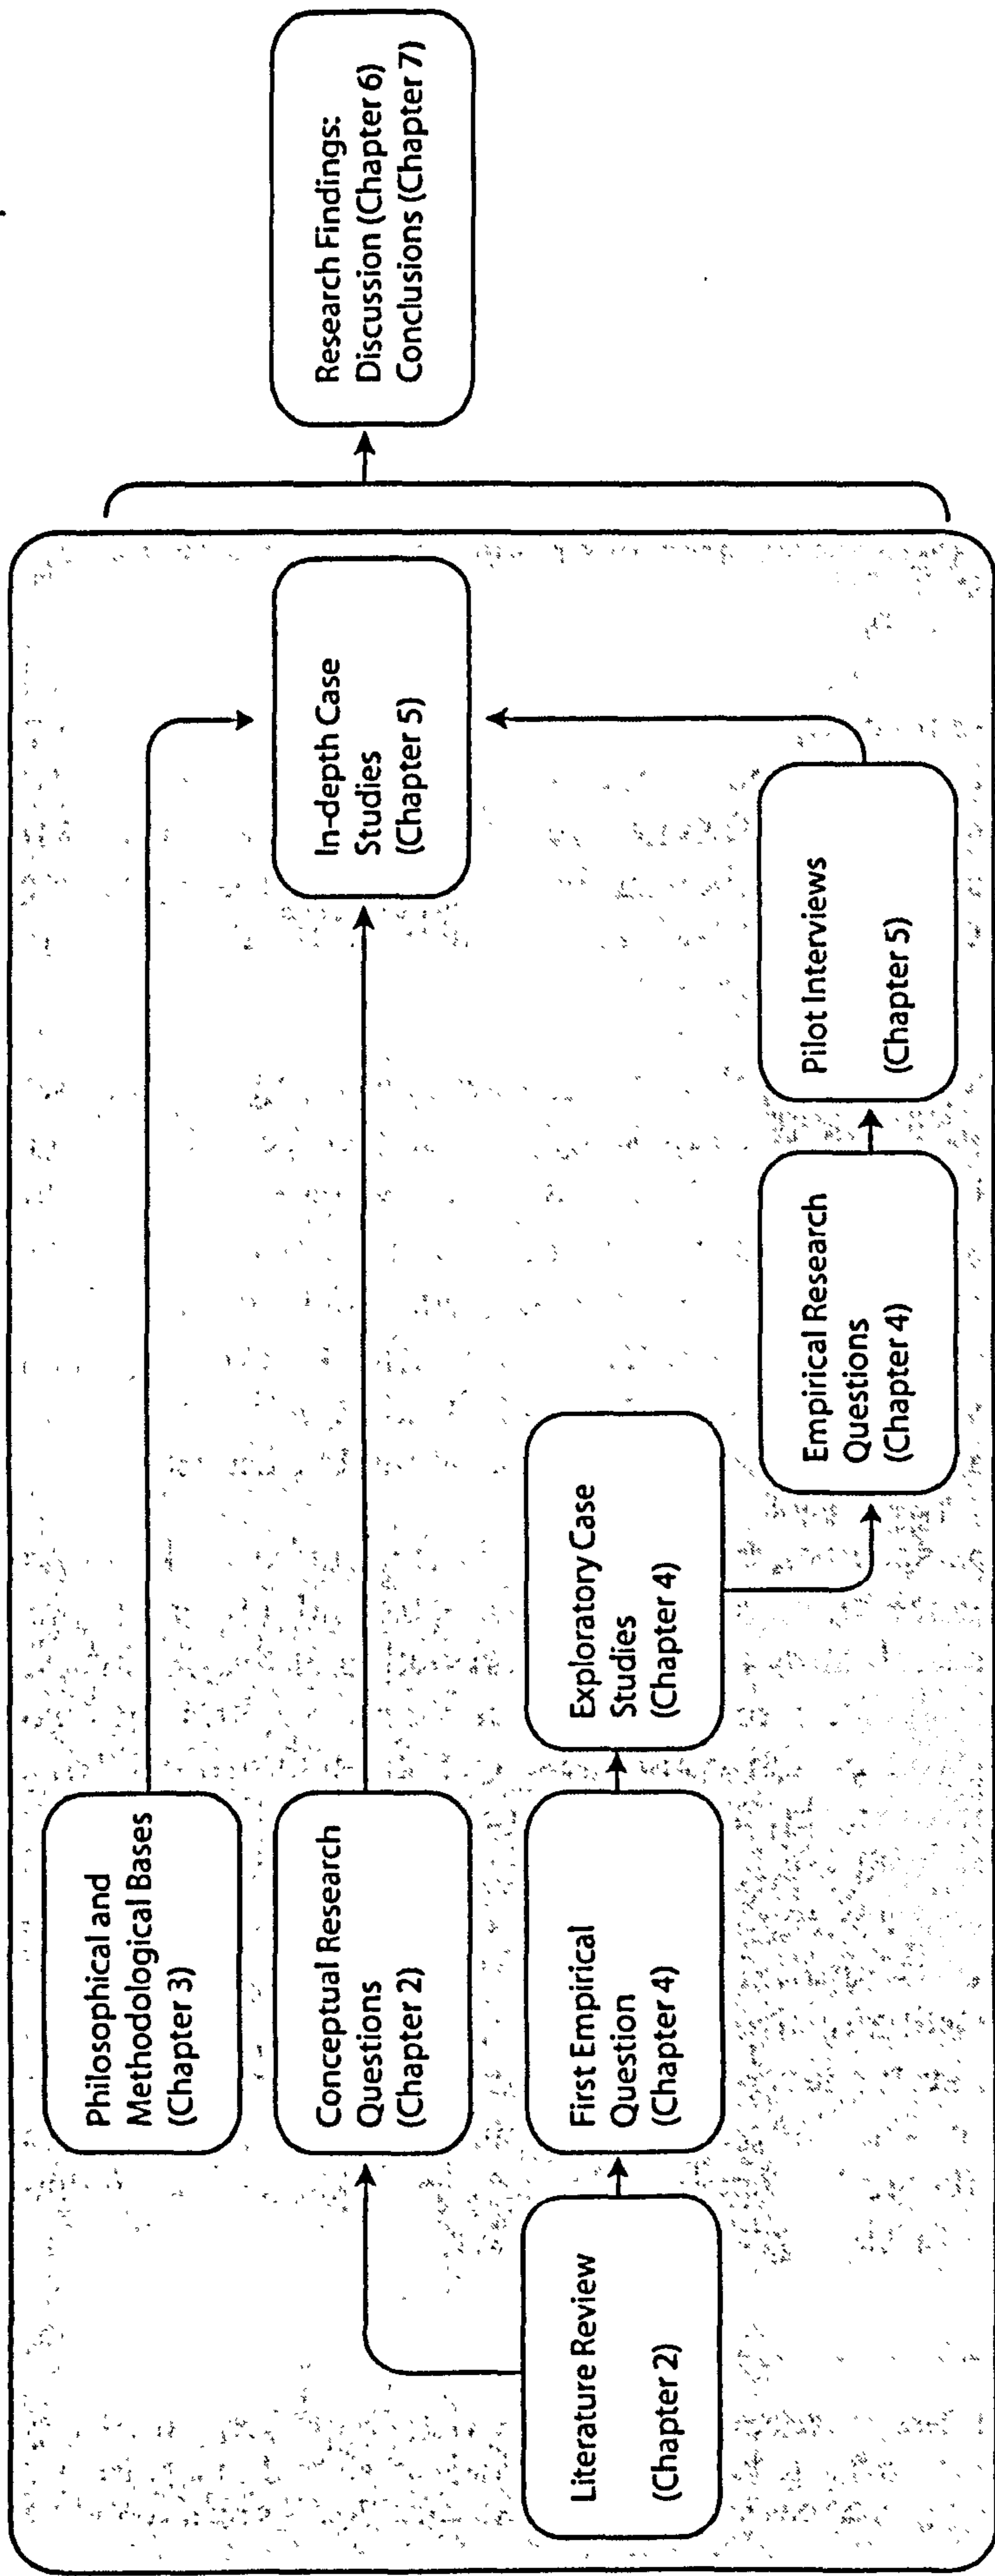 Philosophical and
Methodological Bases
(Chapter 3)
Conceptual Research
Questions
(Chapter 2)
In-depth Case
Studies
(Chapter 5)
Research Findings:
Discussion (Chapter 6)
Conclusions (Chapter 7)
Literature Review
(Chapter 2)
First Empirical
Question
(Chapter 4)
Exploratory Case
Studies
(Chapter 4)
Empirical Research
Questions
(Chapter 4)
Pilot Interviews
(Chapter 5)